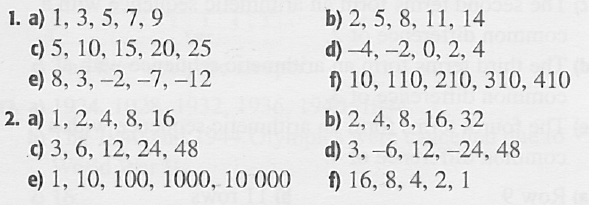 1. a) 1, 3, 5, 7, 9 b) 2, 5, 8, 11, 14
c) 5, 10, 15, 20, 25 d) –4, –2, 0, 2, 4
e) 8, 3, –2, –7, –12 f) 10, 110, 210, 310, 410
2. a) 1, 2, 4, 8, 16 b) 2, 4, 8, 16, 32
c) 3, 6, 12, 24, 48 d) 3, –6, 12, –24, 48
e) 1, 10, 100, 1000, 10 000 f) 16, 8, 4, 2, 1